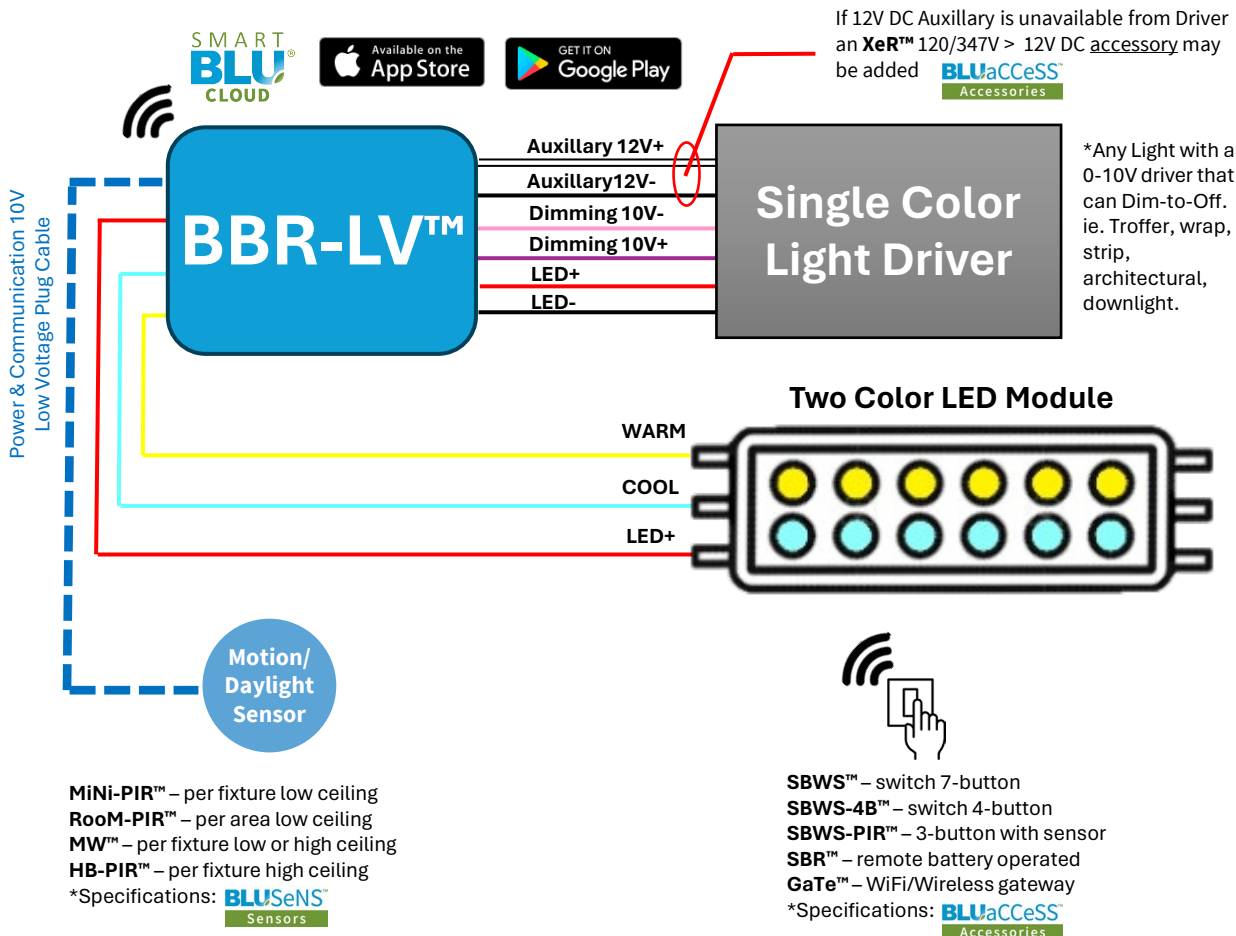 SMART
BLU®
CLOUD
Available on the
App Store
GET IT ON
Google Play
If 12V DC Auxillary is unavailable from Driver
an XeR™ 120/347V > 12V DC accessory may
be added BLUaCCeSS™
Accessories
Power & Communication 10V
Low Voltage Plug Cable
BBR-LV™
Auxillary 12V+
Auxillary12V-
Dimming 10V-
Dimming 10V+
LED+
LED-
Single Color
Light Driver
*Any Light with a
0-10V driver that
can Dim-to-Off.
ie. Troffer, wrap,
strip,
architectural,
downlight.
Two Color LED Module
WARM
COOL
LED+
Motion/
Daylight
Sensor
MiNi-PIR™ – per fixture low ceiling
RooM-PIR™ – per area low ceiling
MW™ – per fixture low or high ceiling
HB-PIR™ – per fixture high ceiling
*Specifications: BLUSeNS™
Sensors
SBWS™ – switch 7-button
SBWS-4B™ – switch 4-button
SBWS-PIR™ – 3-button with sensor
SBR™ – remote battery operated
GaTe™ – WiFi/Wireless gateway
*Specifications: BLUaCCeSS™
Accessories